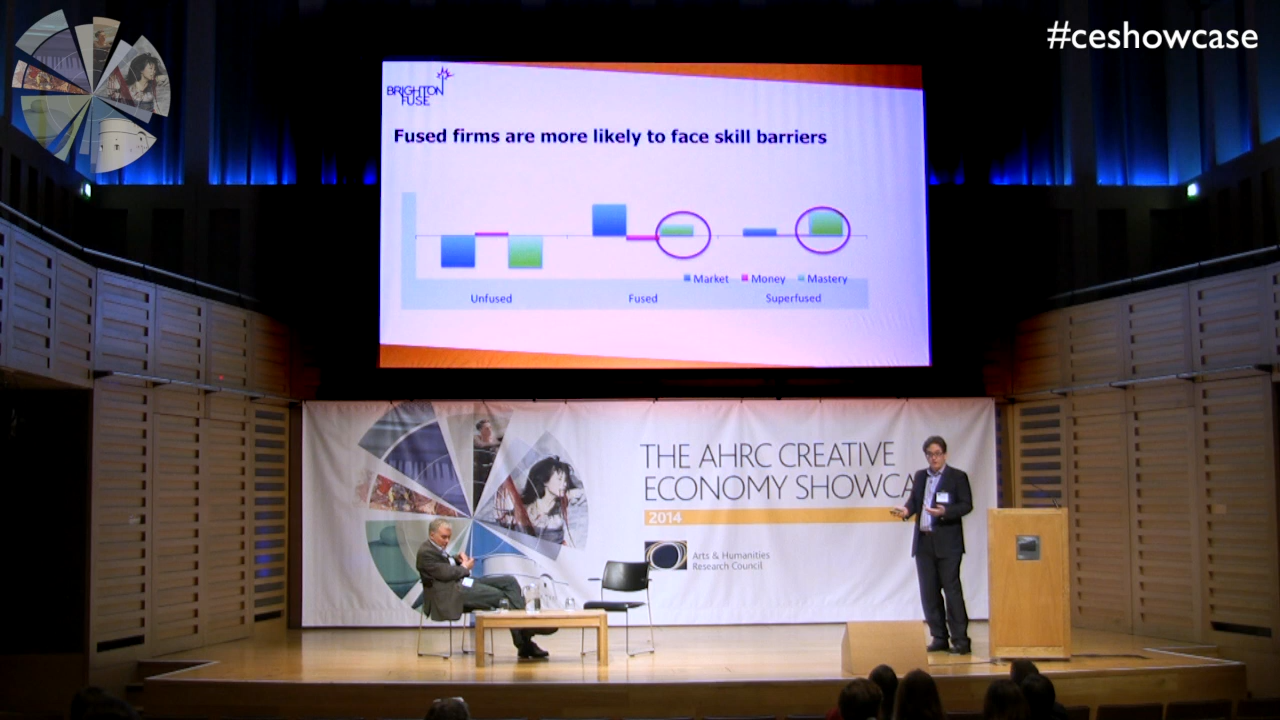 #ceshowcase
BRIGHTON
FUSE
Fused firms are more likely to face skill barriers
Market Money Mastery
Unfused Fused Superfused
THE AHRC CREATIVE
ECONOMY SHOWCA
2014
Arts & Humanities
Research Council